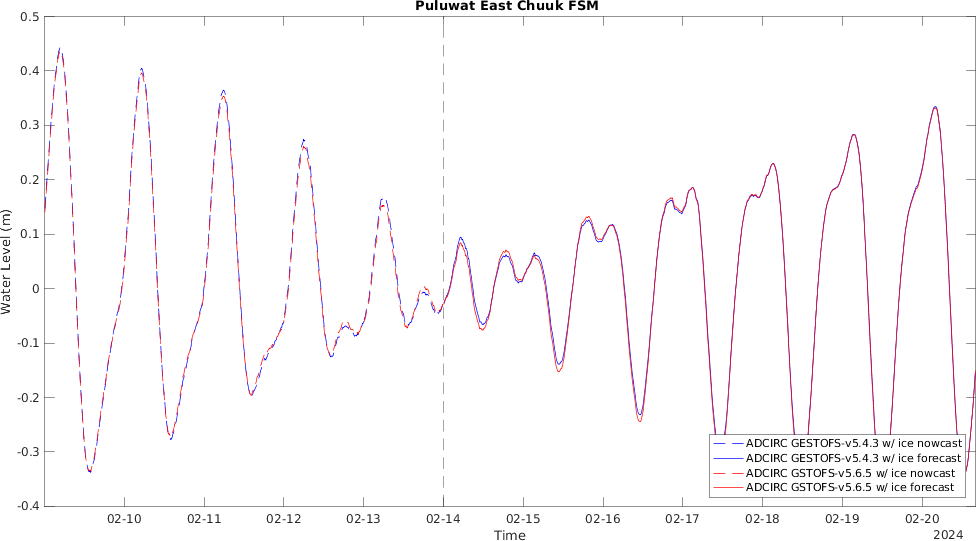 Puluwat East Chuuk FSM
0.5
0.4
0.3
0.2
0.1
0
-0.1
-0.2
-0.3
-0.4
Water Level (m)
ADCIRC GESTOFS-v5.4.3 w/ ice nowcast
ADCIRC GESTOFS-v5.4.3 w/ ice forecast
ADCIRC GSTOFS-v5.6.5 w/ ice nowcast
ADCIRC GSTOFS-v5.6.5 w/ ice forecast
02-10 02-11 02-12 02-13 02-14 02-15 02-16 02-17 02-18 02-19 02-20
Time
2024